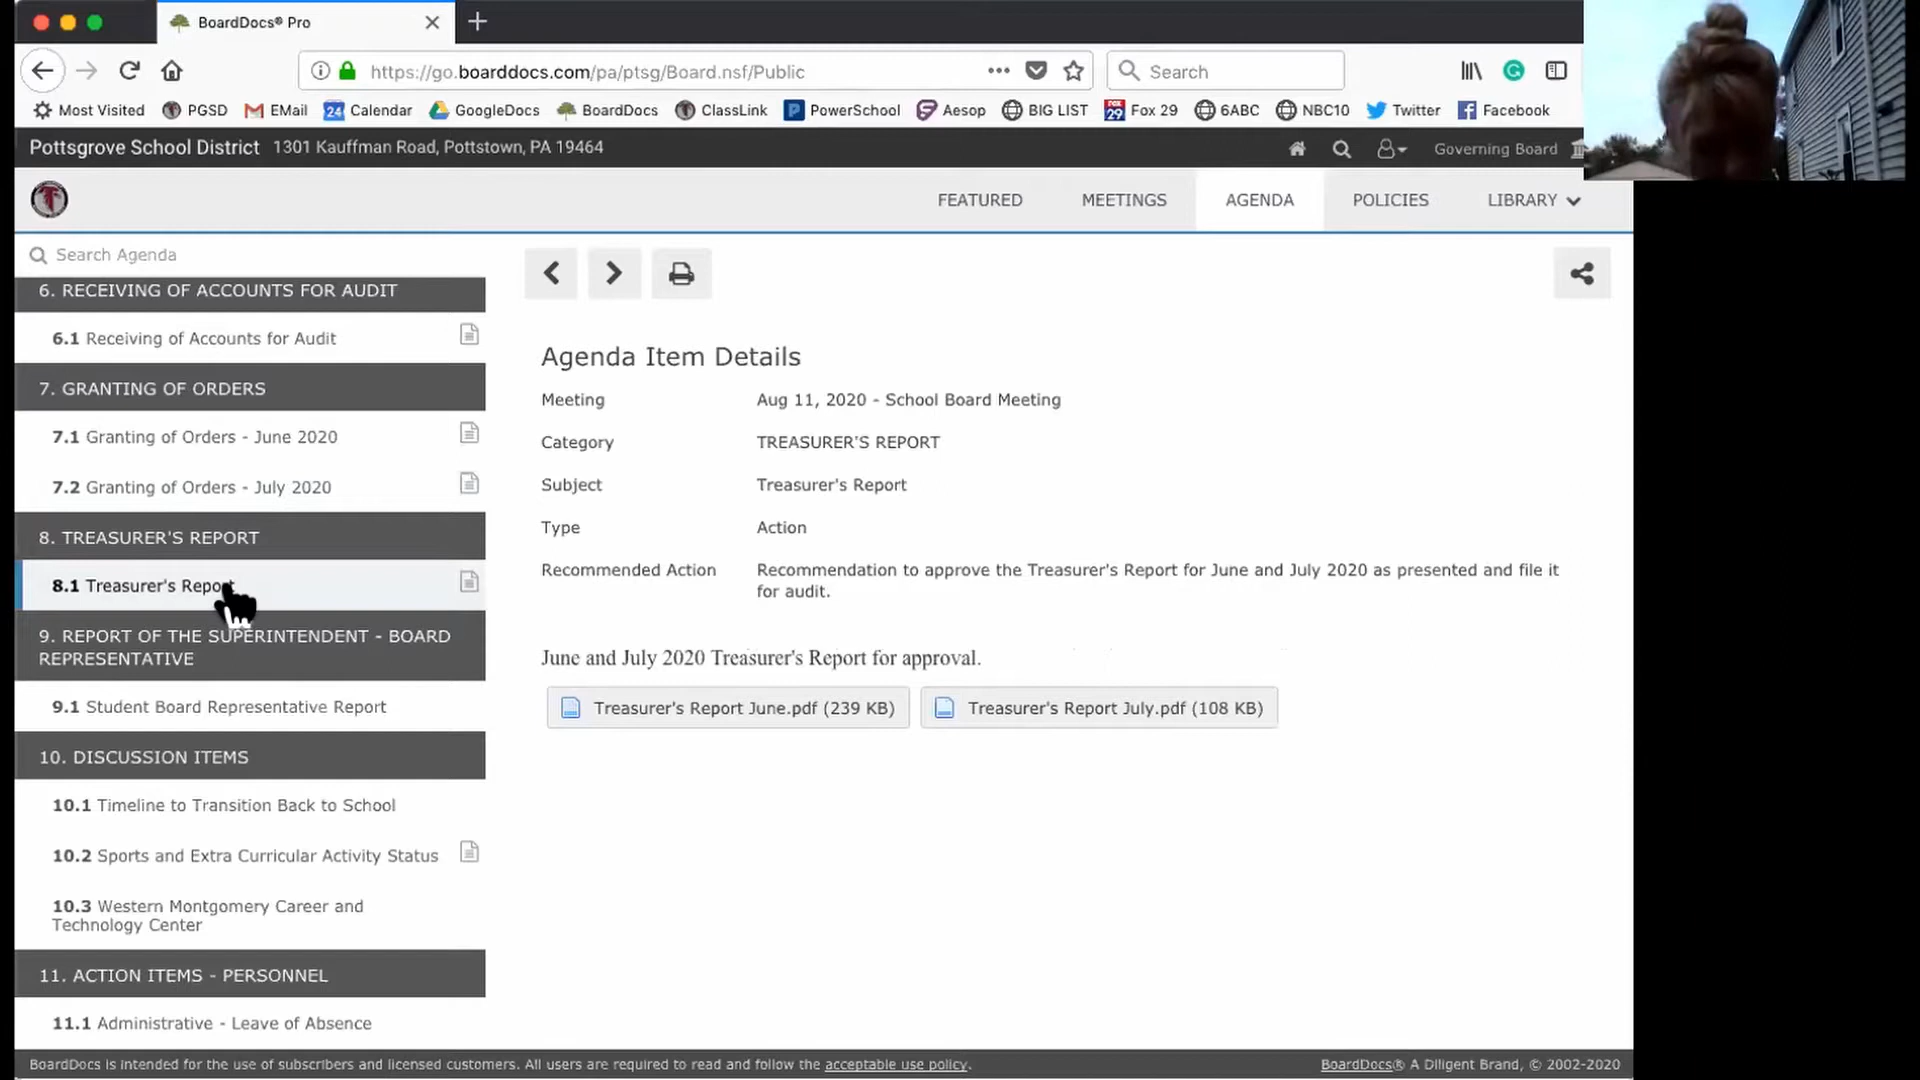 BoardDocs® Pro
https://go.boarddocs.com/pa/ptsg/Board.nsf/Public
Search
Most Visited PGSD EMail 24 Calendar GoogleDocs BoardDocs ClassLink PowerSchool Aesop BIG LIST Fox 29 6ABC NBC10 Twitter Facebook
Pottsgrove School District 1301 Kauffman Road, Pottstown, PA 19464
Governing Board
FEATURED MEETINGS AGENDA POLICIES LIBRARY
Search Agenda
6. RECEIVING OF ACCOUNTS FOR AUDIT
6.1 Receiving of Accounts for Audit
7. GRANTING OF ORDERS
7.1 Granting of Orders - June 2020
7.2 Granting of Orders - July 2020
8. TREASURER'S REPORT
8.1 Treasurer's Report
9. REPORT OF THE SUPERINTENDENT - BOARD
REPRESENTATIVE
9.1 Student Board Representative Report
10. DISCUSSION ITEMS
10.1 Timeline to Transition Back to School
10.2 Sports and Extra Curricular Activity Status
10.3 Western Montgomery Career and
Technology Center
11. ACTION ITEMS - PERSONNEL
11.1 Administrative - Leave of Absence
Agenda Item Details
Meeting Aug 11, 2020 - School Board Meeting
Category TREASURER'S REPORT
Subject Treasurer's Report
Type Action
Recommended Action Recommendation to approve the Treasurer's Report for June and July 2020 as presented and file it
for audit.
June and July 2020 Treasurer's Report for approval.
Treasurer's Report June.pdf (239 KB) Treasurer's Report July.pdf (108 KB)
BoardDocs is intended for the use of subscribers and licensed customers. All users are required to read and follow the acceptable use policy. BoardDocs® A Diligent Brand, © 2002-2020